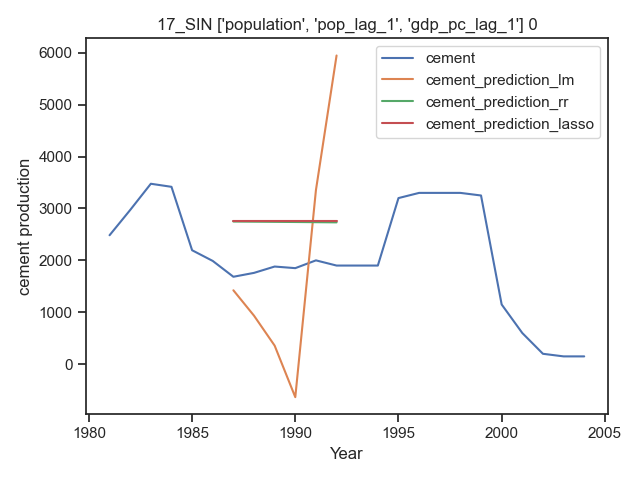 17_SIN ['population', 'pop_lag_1', 'gdp_pc_lag_1'] 0
cement
cement_prediction_lm
cement_prediction_rr
cement_prediction_lasso
cement production
6000
5000
4000
3000
2000
1000
0
1980
1985
1990
1995
2000
2005
Year